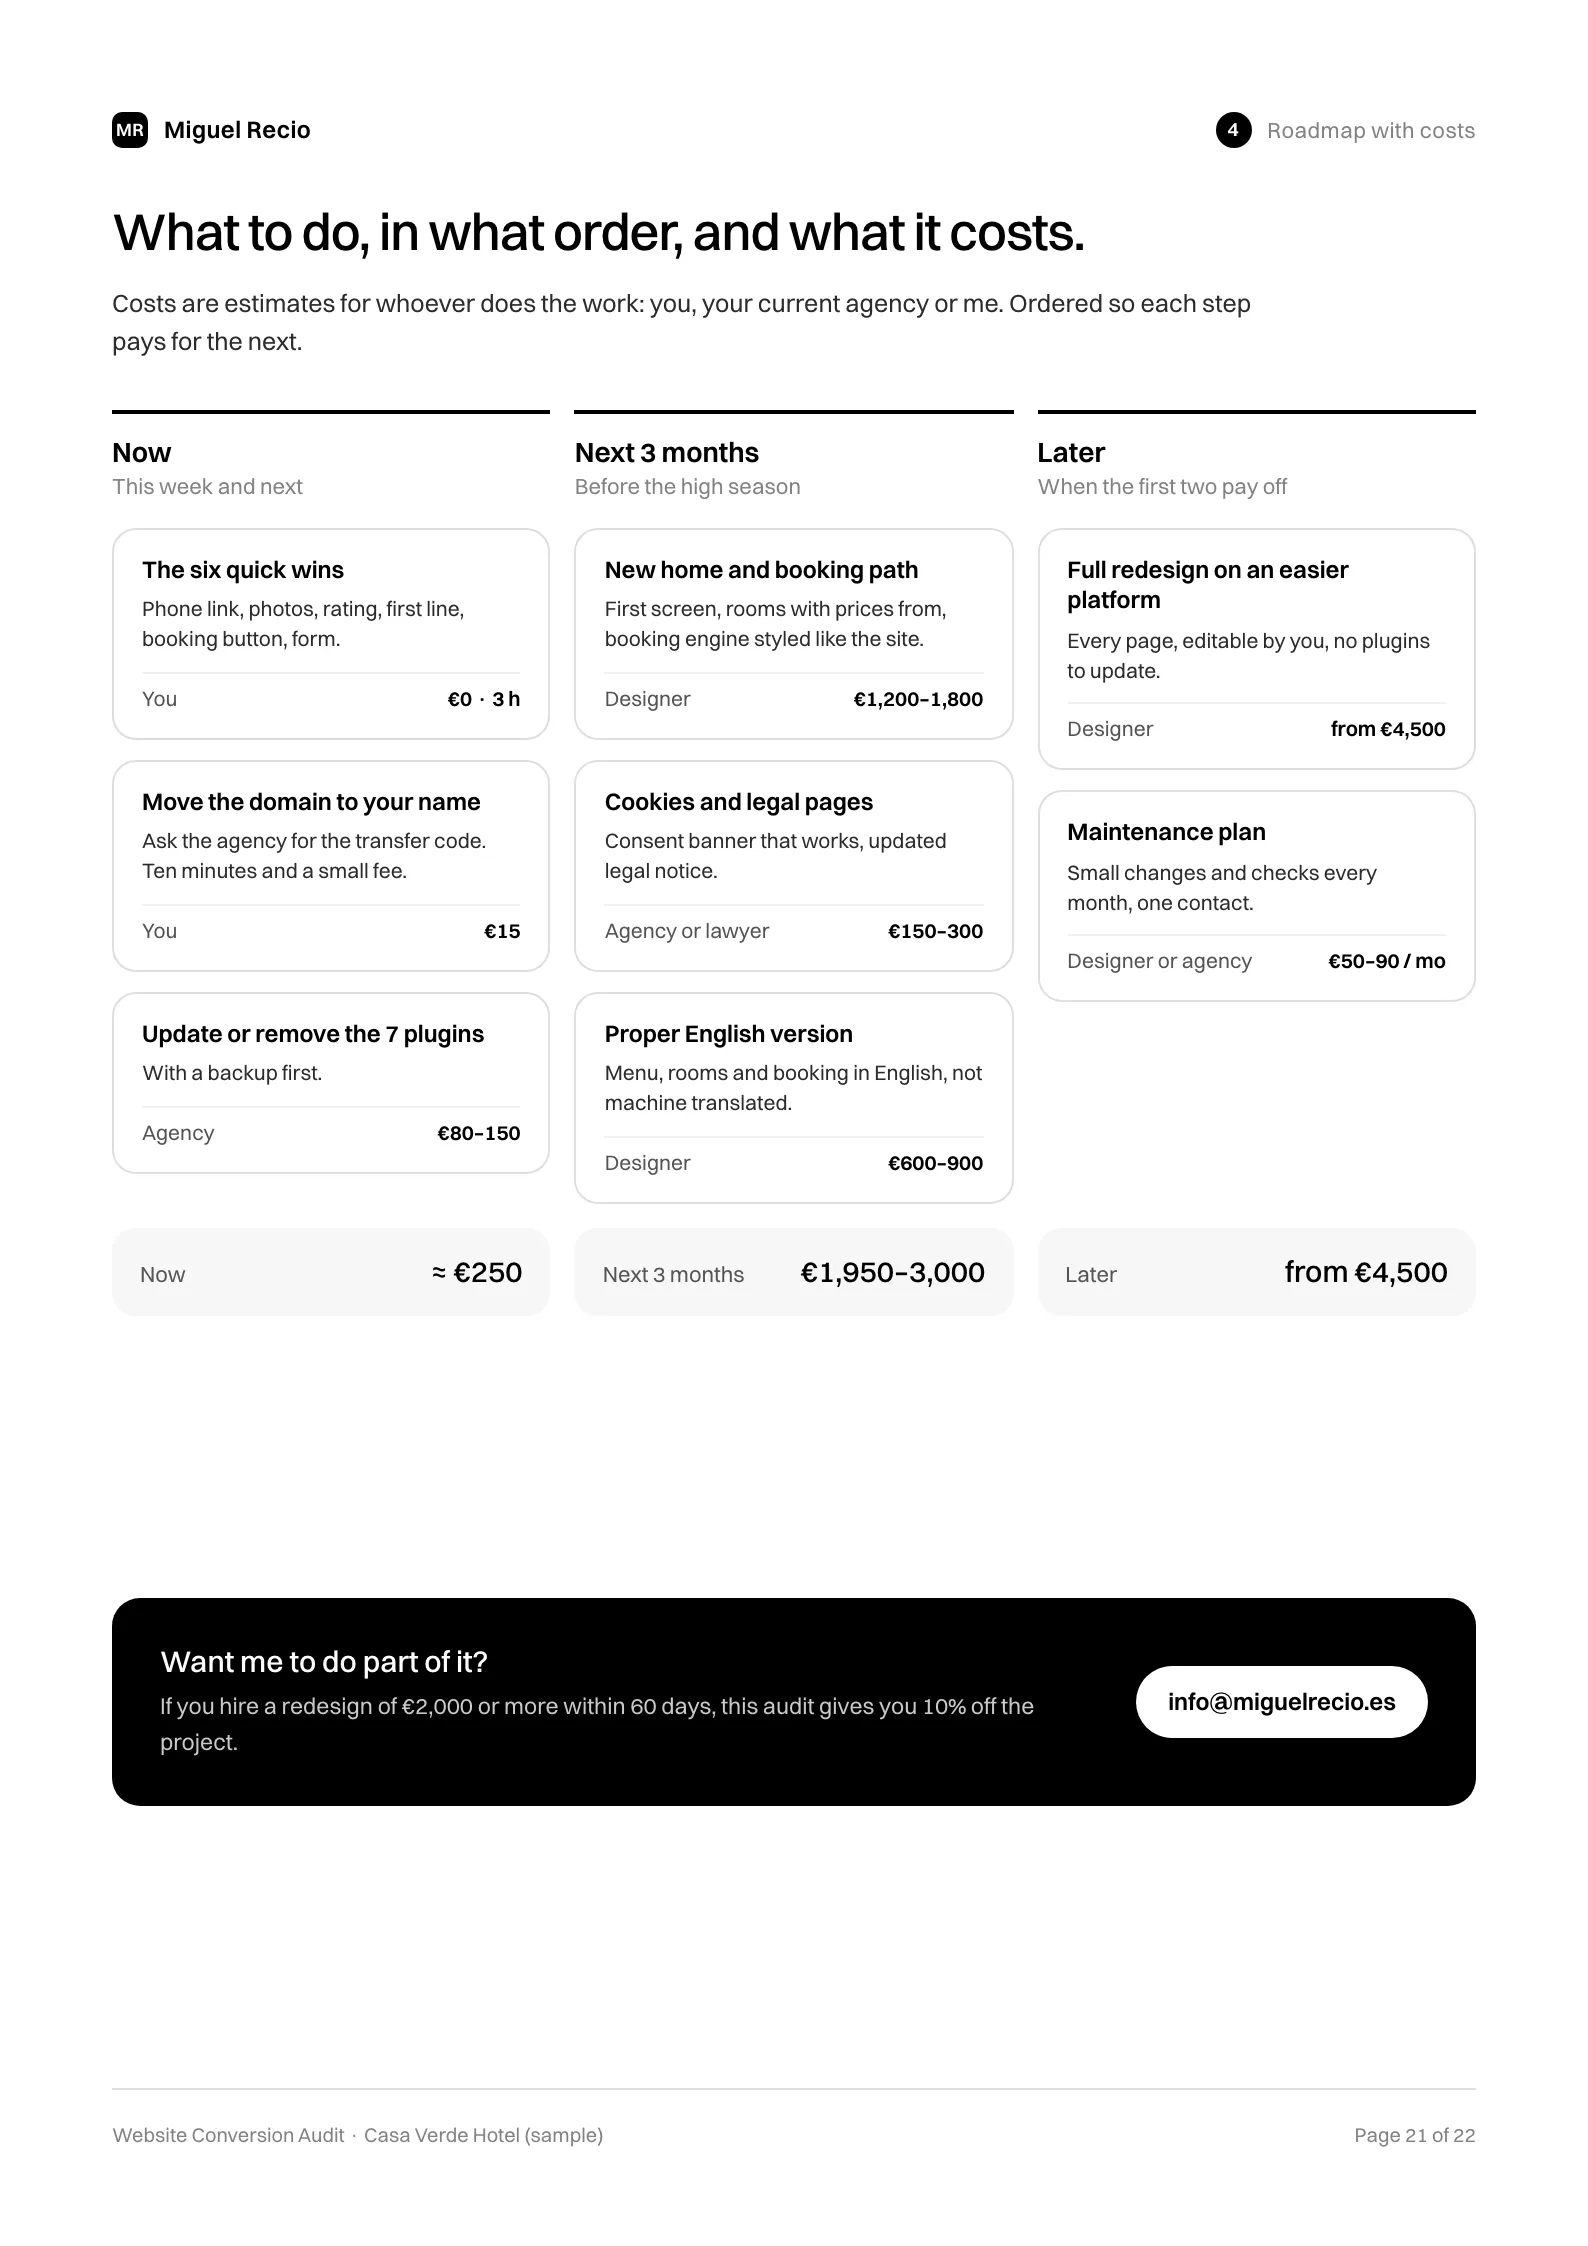 MR Miguel Recio
4 Roadmap with costs
What to do, in what order, and what it costs.
Costs are estimates for whoever does the work: you, your current agency or me. Ordered so each step
pays for the next.
Now
This week and next
The six quick wins
Phone link, photos, rating, first line,
booking button, form.
You €0 · 3 h
Move the domain to your name
Ask the agency for the transfer code.
Ten minutes and a small fee.
You €15
Update or remove the 7 plugins
With a backup first.
Agency €80–150
Now ≈ €250
Next 3 months
Before the high season
New home and booking path
First screen, rooms with prices from,
booking engine styled like the site.
Designer €1,200–1,800
Cookies and legal pages
Consent banner that works, updated
legal notice.
Agency or lawyer €150–300
Proper English version
Menu, rooms and booking in English, not
machine translated.
Designer €600–900
Next 3 months €1,950–3,000
Later
When the first two pay off
Full redesign on an easier
platform
Every page, editable by you, no plugins
to update.
Designer from €4,500
Maintenance plan
Small changes and checks every
month, one contact.
Designer or agency €50–90 / mo
Later from €4,500
Want me to do part of it?
If you hire a redesign of €2,000 or more within 60 days, this audit gives you 10% off the
project.
info@miguelrecio.es
Website Conversion Audit · Casa Verde Hotel (sample)
Page 21 of 22